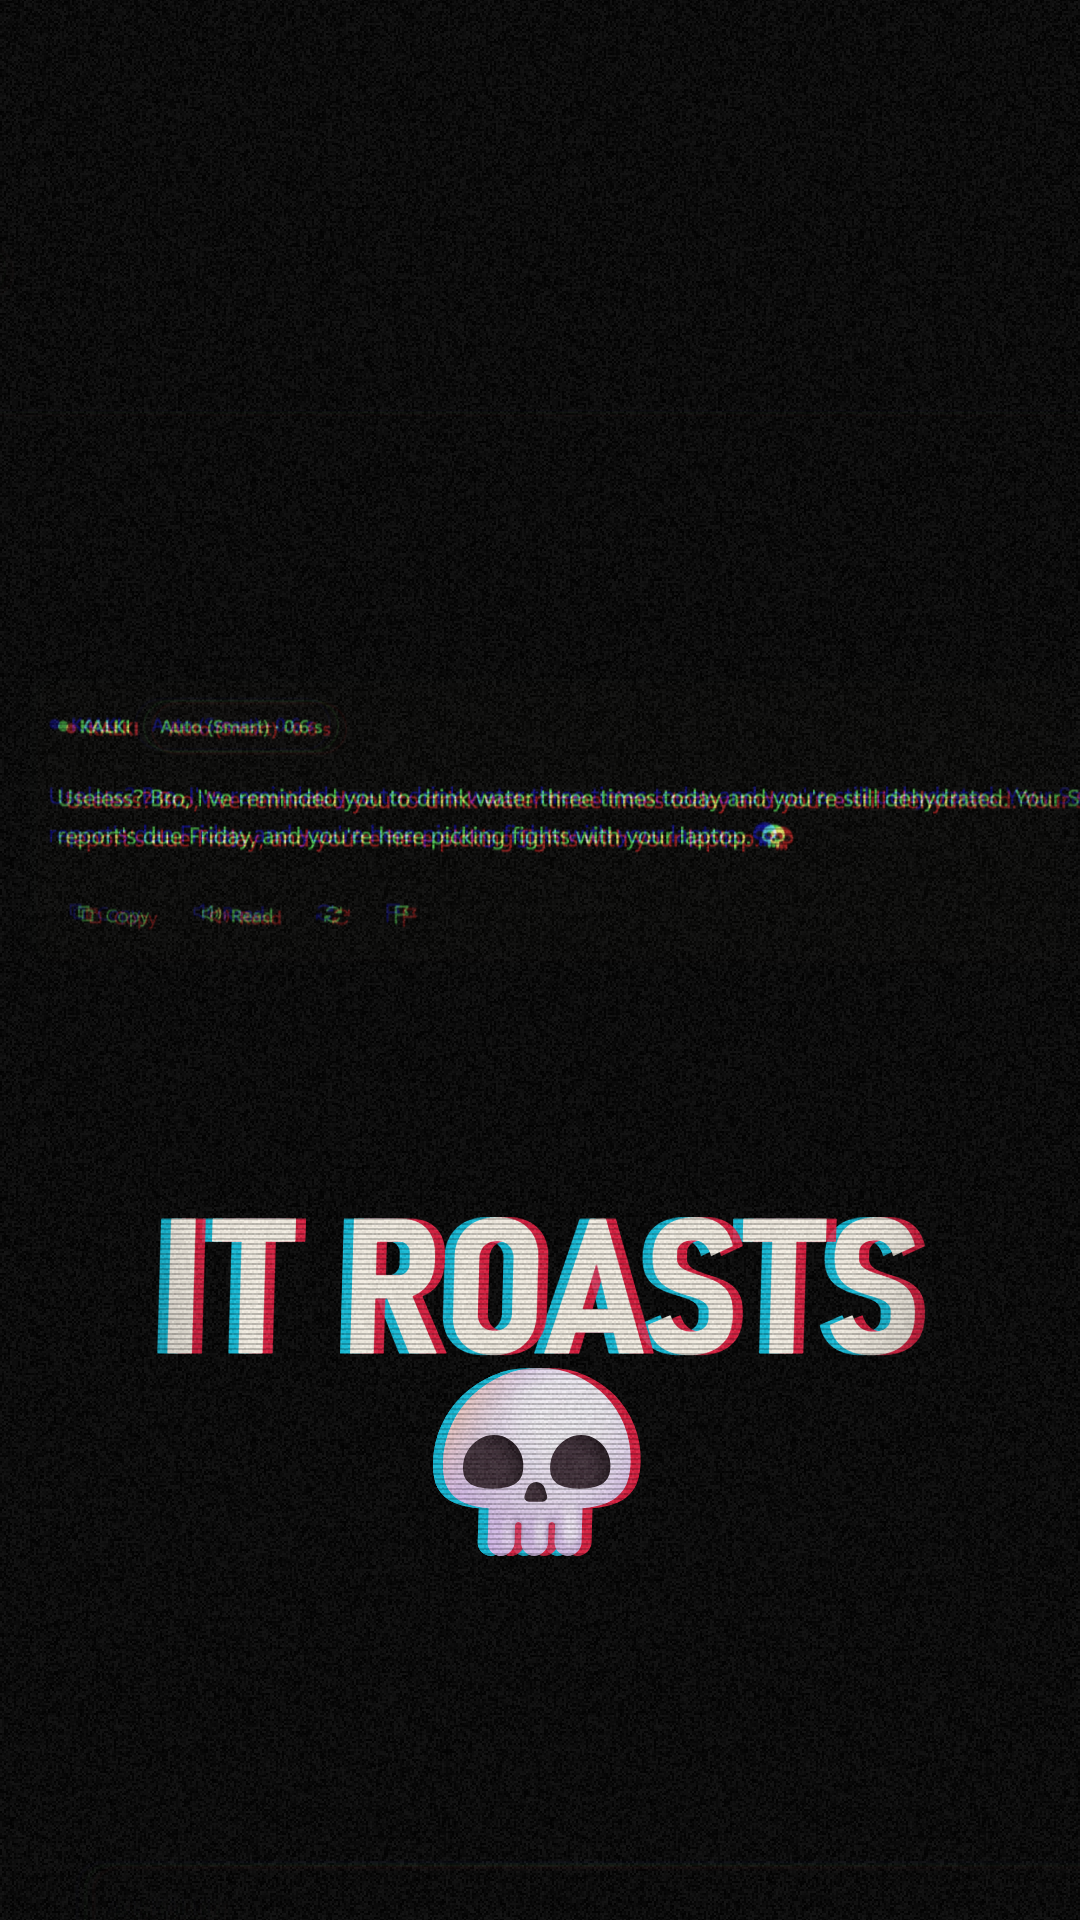 KALKI Auto (Smart) · 0.6 s
Useless? Bro, I've reminded you to drink water three times today and you're still dehydrated. Your
report's due Friday, and you're here picking fights with your laptop. 💀
Copy Read
IT ROASTS
💀